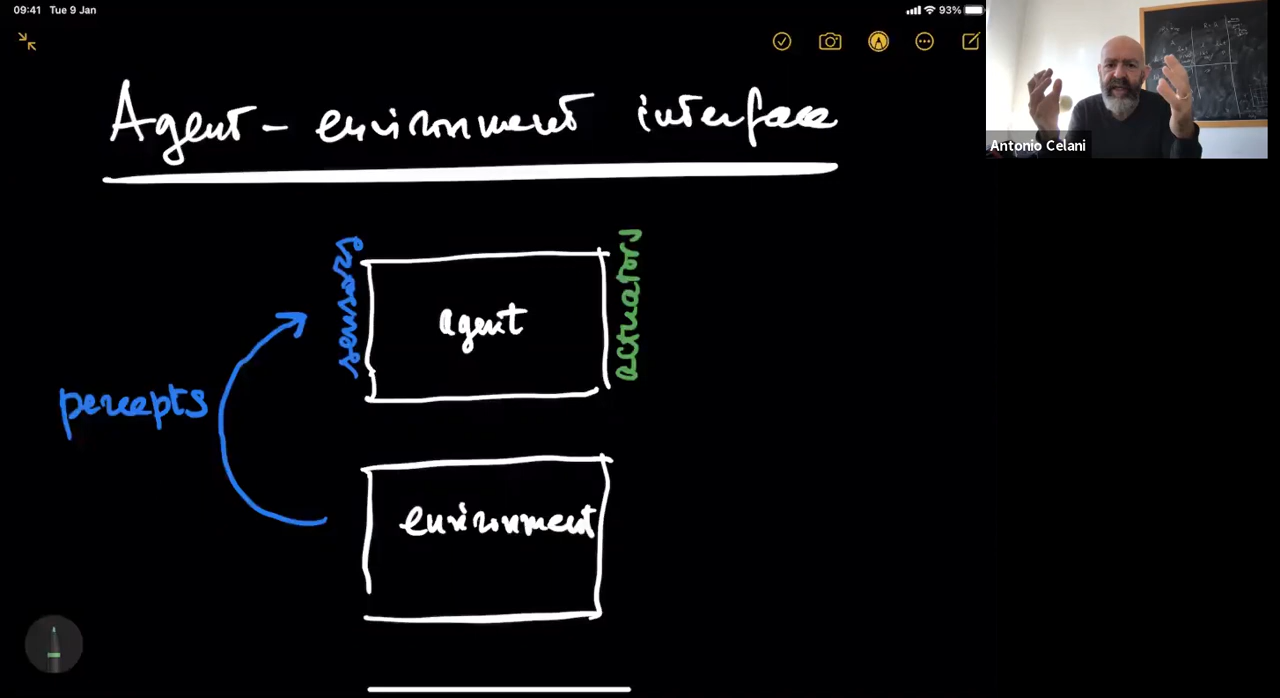 09:41 Tue 9 Jan
93%
Agent - environment interface
Antonio Celani
sensors
actuators
agent
percepts
environment